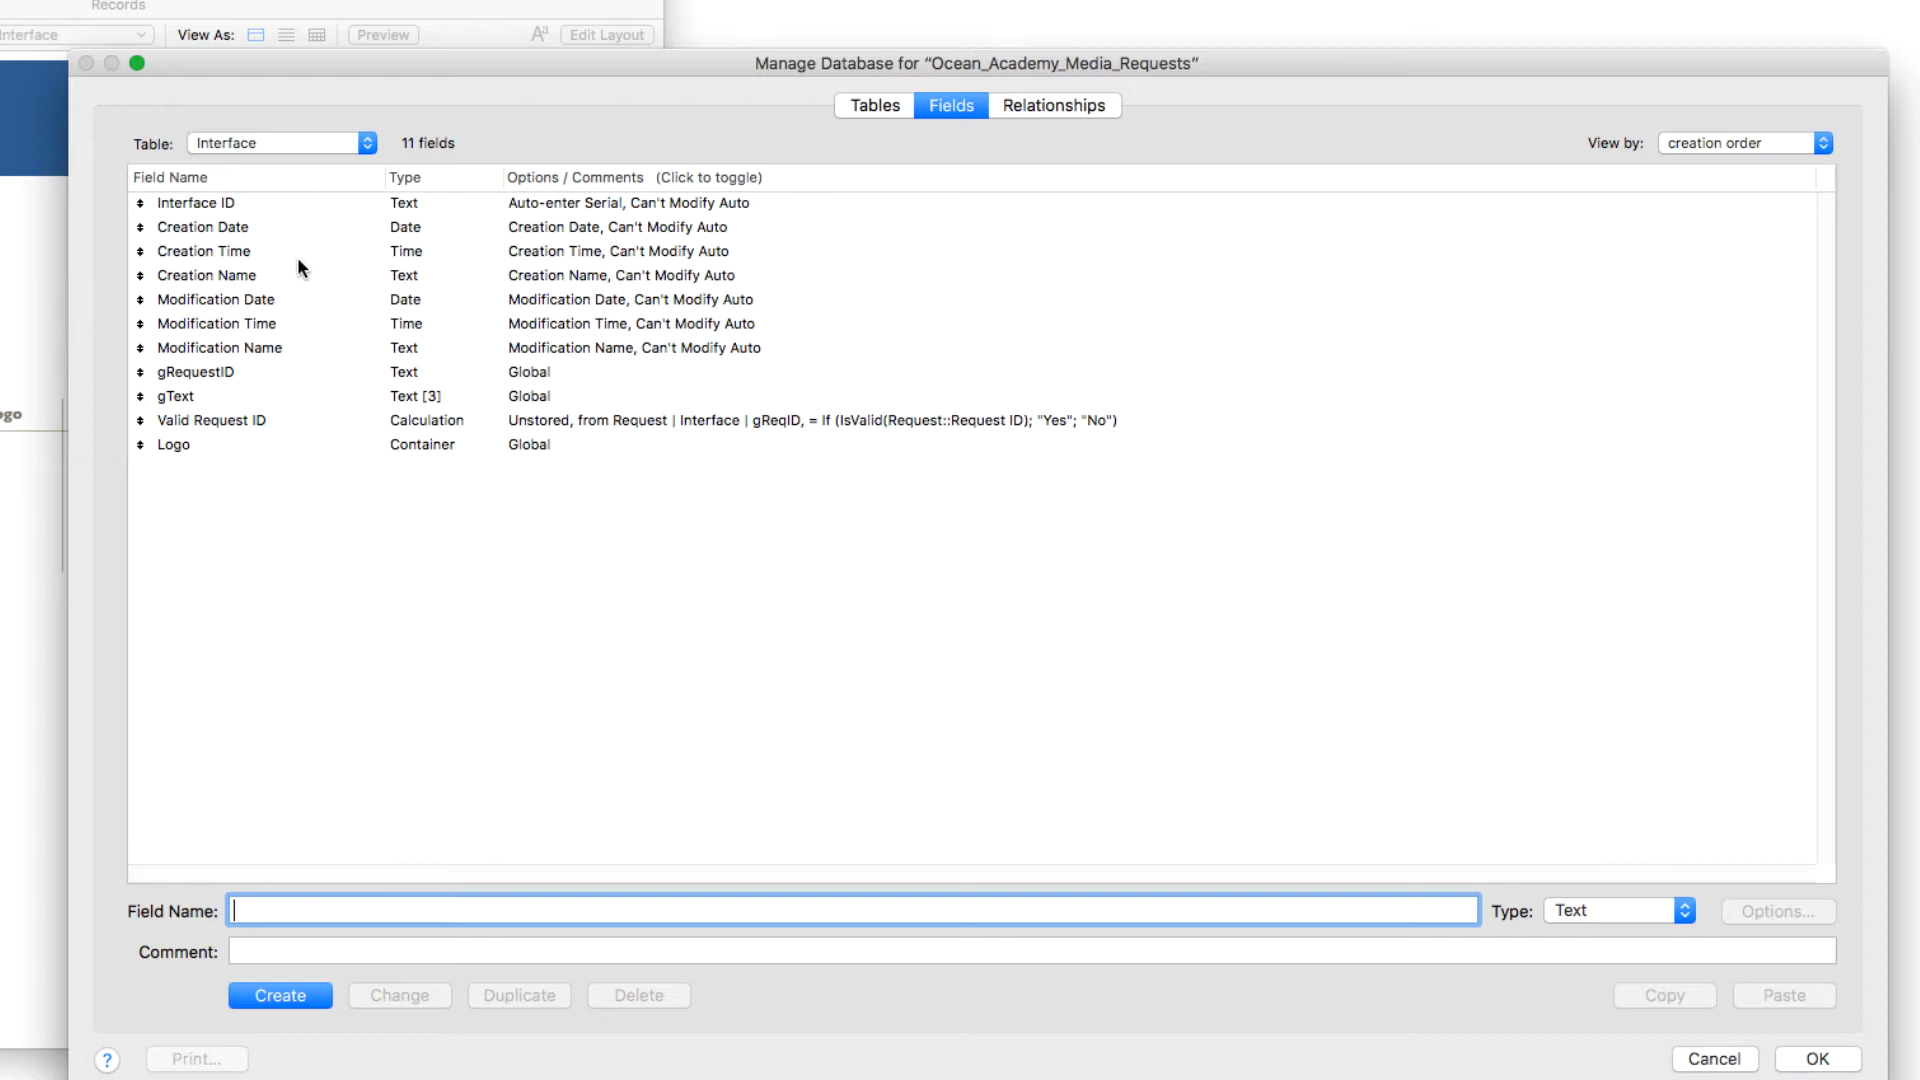 Records
Interface View As: Preview Aª Edit Layout
Manage Database for “Ocean_Academy_Media_Requests”
Tables Fields Relationships
Table: Interface 11 fields View by: creation order
Field Name Type Options / Comments (Click to toggle)
Interface ID Text Auto-enter Serial, Can't Modify Auto
Creation Date Date Creation Date, Can't Modify Auto
Creation Time Time Creation Time, Can't Modify Auto
Creation Name Text Creation Name, Can't Modify Auto
Modification Date Date Modification Date, Can't Modify Auto
Modification Time Time Modification Time, Can't Modify Auto
Modification Name Text Modification Name, Can't Modify Auto
gRequestID Text Global
gText Text [3] Global
ogo
Valid Request ID Calculation Unstored, from Request | Interface | gReqID, = If (IsValid(Request::Request ID); "Yes"; "No")
Logo Container Global
Field Name: Type: Text Options...
Comment:
Create Change Duplicate Delete Copy Paste
? Print... Cancel OK